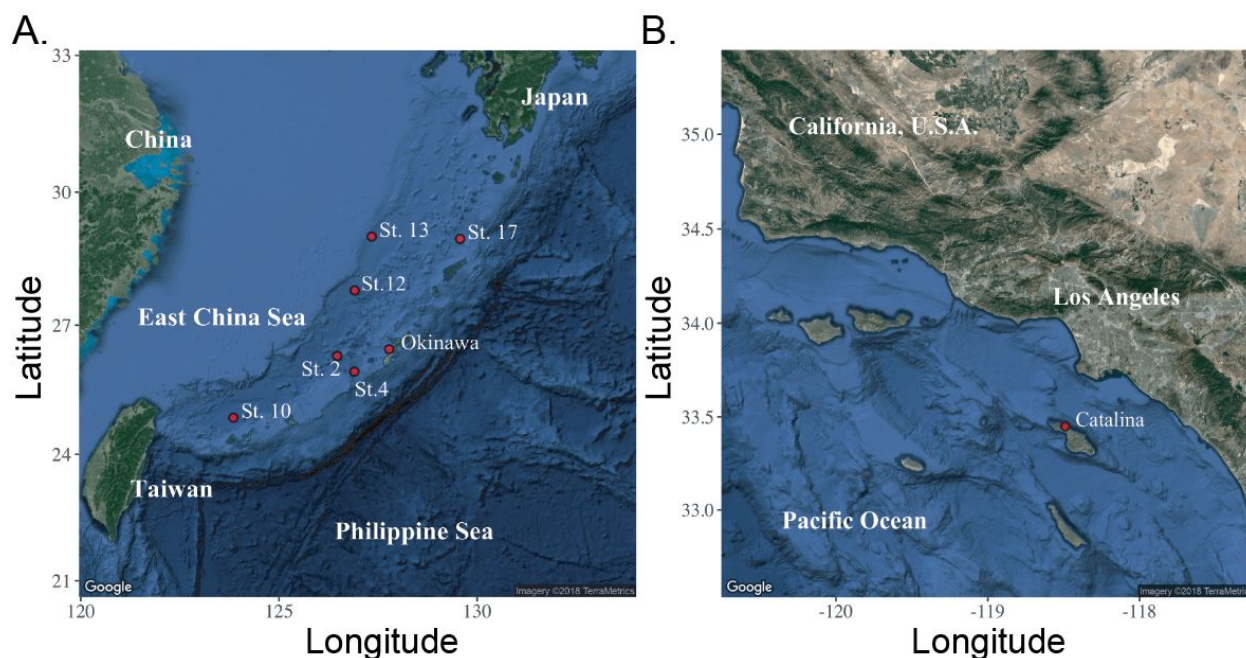 A.
B.
33
30
27
24
21
120
125
130
Latitude
Longitude
China
Japan
St. 13
St. 17
St.12
East China Sea
Okinawa
St. 2
St.4
St. 10
Taiwan
Philippine Sea
Google
Imagery ©2018 TerraMetrics
35.0
34.5
34.0
33.5
33.0
-120
-119
-118
Latitude
Longitude
California, U.S.A.
Los Angeles
Catalina
Pacific Ocean
Google
Imagery ©2018 TerraMetrics